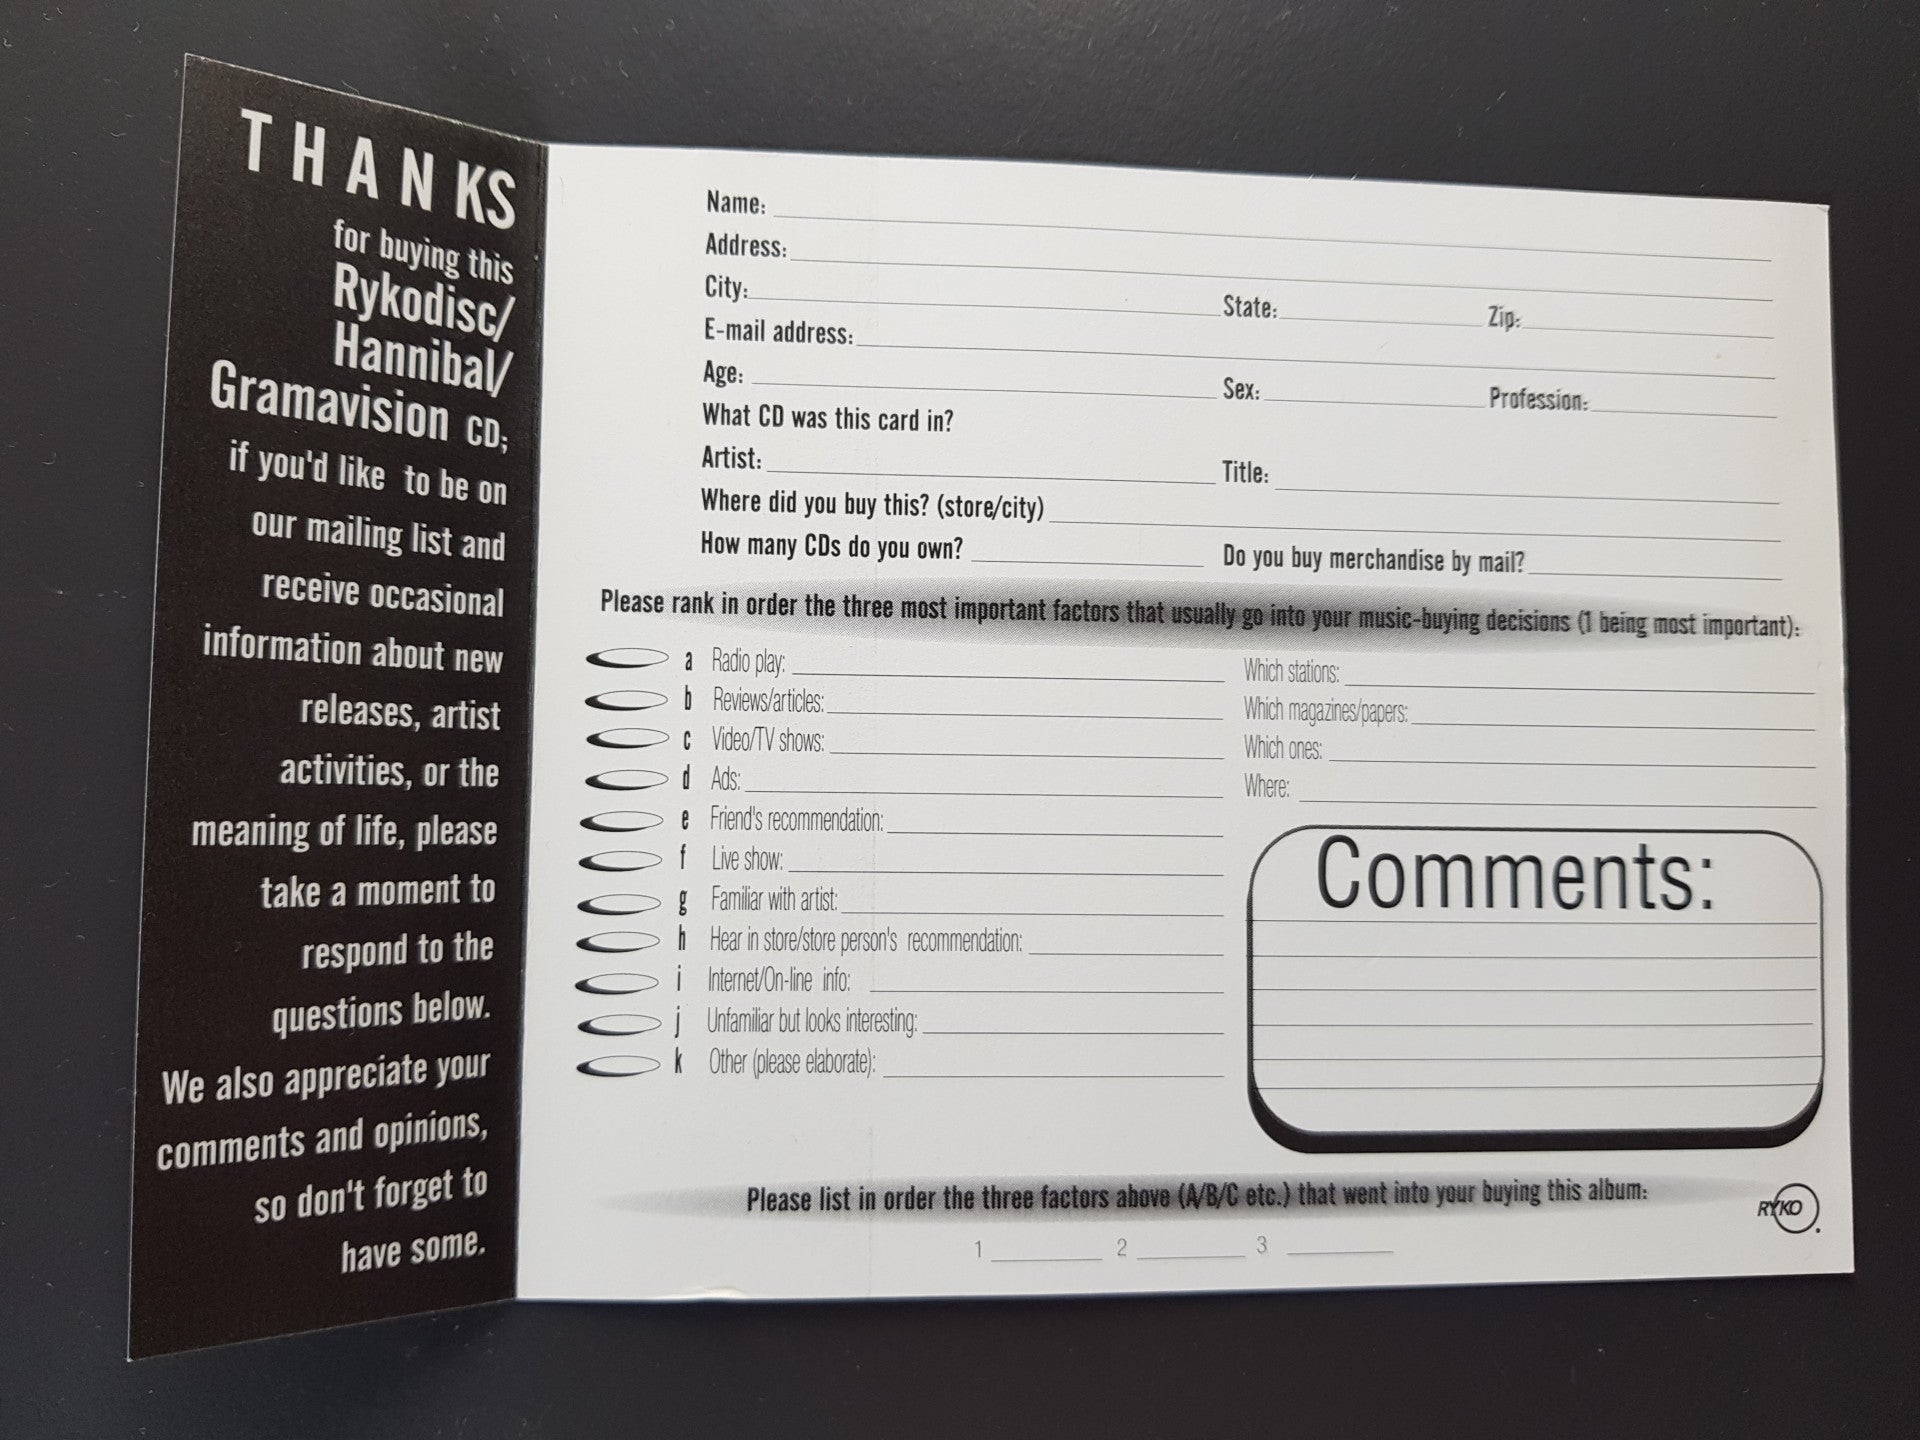 THANKS
for buying this
Rykodisc/
Hannibal/
Gramavision CD;
if you'd like to be on
our mailing list and
receive occasional
information about new
releases, artist
activities, or the
meaning of life, please
take a moment to
respond to the
questions below.
We also appreciate your
comments and opinions,
so don't forget to
have some.
Name:
Address:
City: State: Zip:
E-mail address:
Age: Sex: Profession:
What CD was this card in?
Artist: Title:
Where did you buy this? (store/city)
How many CDs do you own? Do you buy merchandise by mail?
Please rank in order the three most important factors that usually go into your music-buying decisions (1 being most important):
a Radio play: Which stations:
b Reviews/articles: Which magazines/papers:
c Video/TV shows: Which ones:
d Ads: Where:
e Friend's recommendation:
f Live show:
g Familiar with artist:
h Hear in store/store person's recommendation:
i Internet/On-line info:
j Unfamiliar but looks interesting:
k Other (please elaborate):
Comments:
Please list in order the three factors above (A/B/C etc.) that went into your buying this album:
1 2 3
RYKO